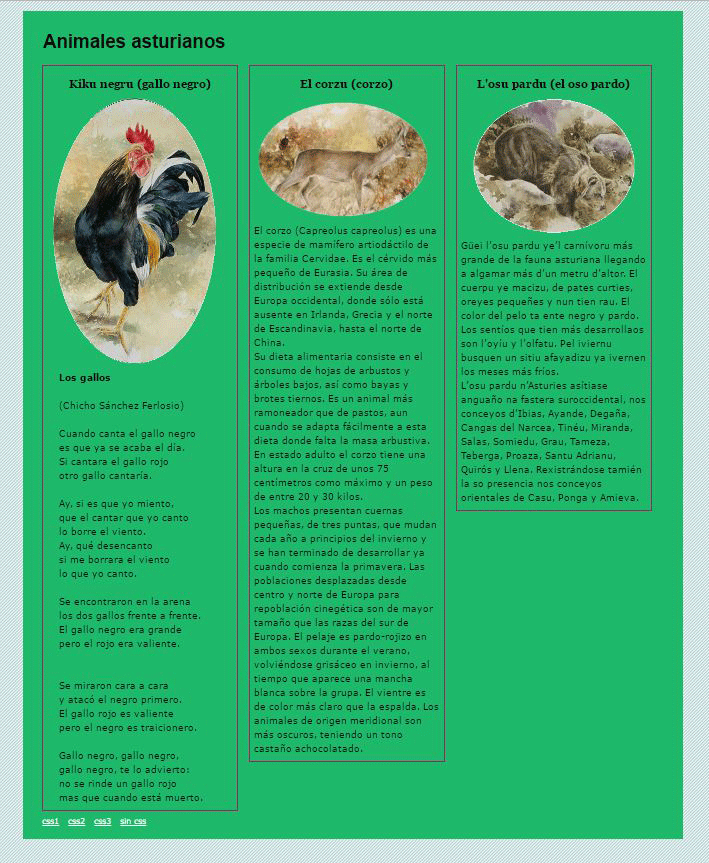 Animales asturianos
Kiku negru (gallo negro)
Los gallos
(Chicho Sánchez Ferlosio)
Cuando canta el gallo negro
es que ya se acaba el día.
Si cantara el gallo rojo
otro gallo cantaría.
Ay, si es que yo miento,
que el cantar que yo canto
lo borre el viento.
Ay, qué desencanto
si me borrara el viento
lo que yo canto.
Se encontraron en la arena
los dos gallos frente a frente.
El gallo negro era grande
pero el rojo era valiente.
Se miraron cara a cara
y atacó el negro primero.
El gallo rojo es valiente
pero el negro es traicionero.
Gallo negro, gallo negro,
gallo negro, te lo advierto:
no se rinde un gallo rojo
mas que cuando está muerto.
El corzu (corzo)
El corzo (Capreolus capreolus) es una
especie de mamífero artiodáctilo de
la familia Cervidae. Es el cérvido más
pequeño de Eurasia. Su área de
distribución se extiende desde
Europa occidental, donde sólo está
ausente en Irlanda, Grecia y el norte
de Escandinavia, hasta el norte de
China.
Su dieta alimentaria consiste en el
consumo de hojas de arbustos y
árboles bajos, así como bayas y
brotes tiernos. Es un animal más
ramoneador que de pastos, aun
cuando se adapta fácilmente a esta
dieta donde falta la masa arbustiva.
En estado adulto el corzo tiene una
altura en la cruz de unos 75
centímetros como máximo y un peso
de entre 20 y 30 kilos.
Los machos presentan cuernas
pequeñas, de tres puntas, que mudan
cada año a principios del invierno y
se han terminado de desarrollar ya
cuando comienza la primavera. Las
poblaciones desplazadas desde
centro y norte de Europa para
repoblación cinegética son de mayor
tamaño que las razas del sur de
Europa. El pelaje es pardo-rojizo en
ambos sexos durante el verano,
volviéndose grisáceo en invierno, al
tiempo que aparece una mancha
blanca sobre la grupa. El vientre es
de color más claro que la espalda. Los
animales de origen meridional son
más oscuros, teniendo un tono
castaño achocolatado.
L'osu pardu (el oso pardo)
Güei l'osu pardu ye'l carnívoru más
grande de la fauna asturiana llegando
a algamar más d'un metru d'altor. El
cuerpu ye macizu, de pates curties,
oreyes pequeñes y nun tien rau. El
color del pelo ta ente negro y pardo.
Los sentíos que tien más desarrollaos
son l'oyíu y l'olfatu. Pel iviernu
busquen un sitiu afayadizu ya ivernen
los meses más fríos.
L'osu pardu n'Asturies asítiase
anguaño na fastera suroccidental, nos
conceyos d'Ibias, Ayande, Degaña,
Cangas del Narcea, Tinéu, Miranda,
Salas, Somiedu, Grau, Tameza,
Teberga, Proaza, Santu Adrianu,
Quirós y Llena. Rexistrándose tamién
la so presencia nos conceyos
orientales de Casu, Ponga y Amieva.
css1 css2 css3 sin css